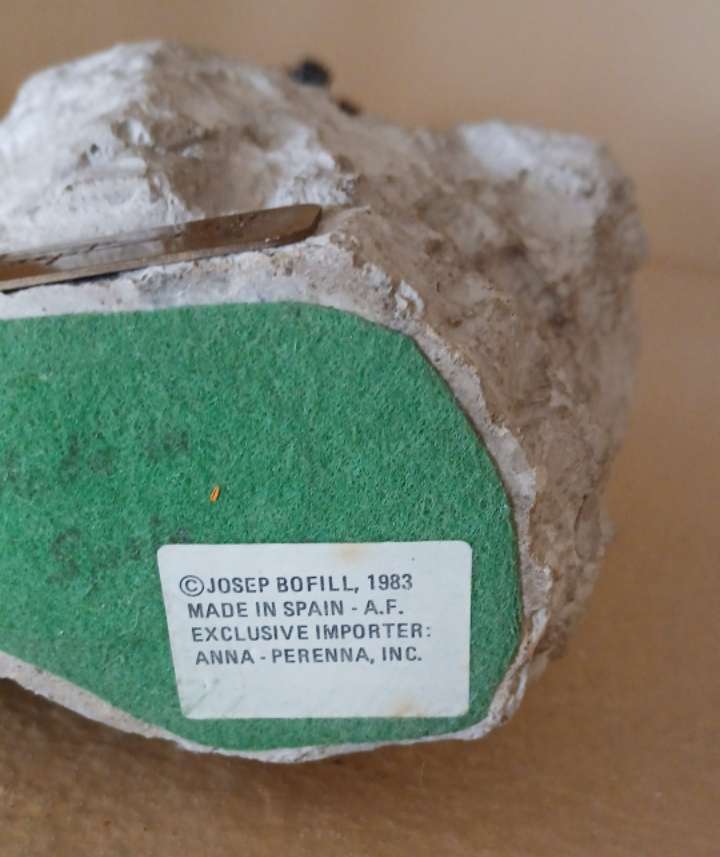 ©JOSEP BOFILL, 1983
MADE IN SPAIN - A.F.
EXCLUSIVE IMPORTER:
ANNA - PERENNA, INC.